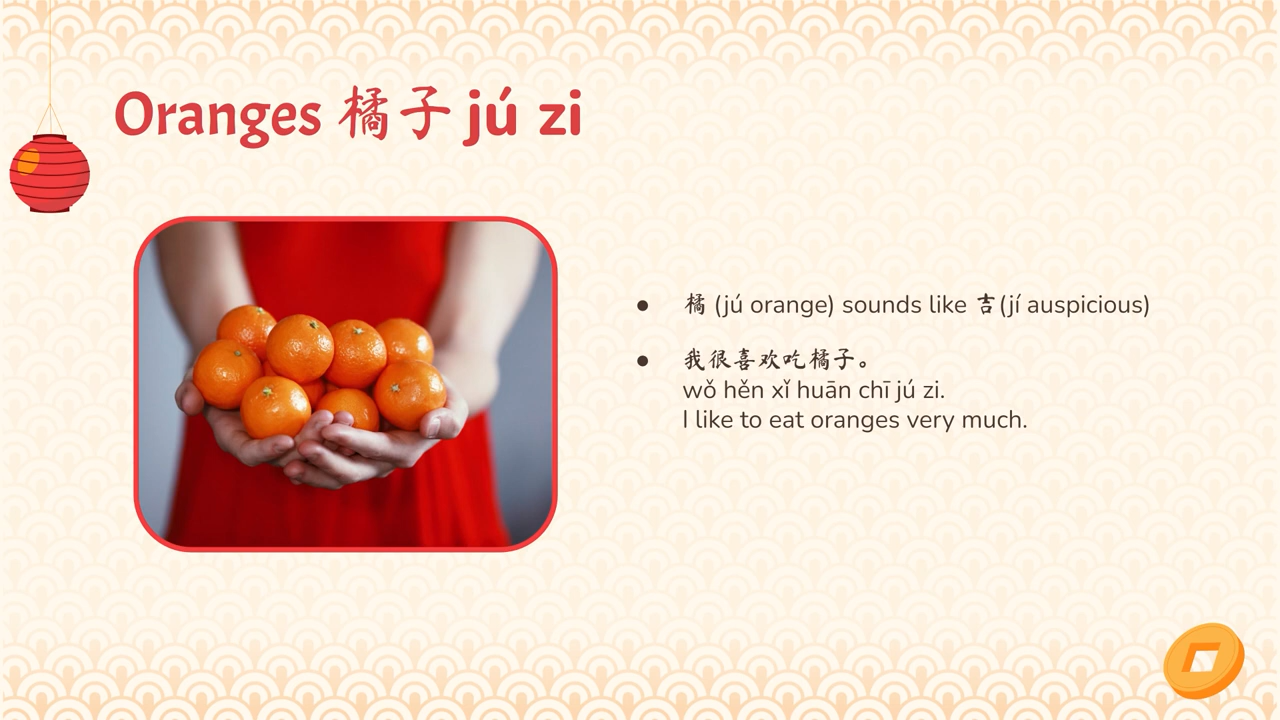 Oranges 橘子 jú zi
● 橘 (jú orange) sounds like 吉(jí auspicious)
● 我很喜欢吃橘子。
wǒ hěn xǐ huān chī jú zi.
I like to eat oranges very much.